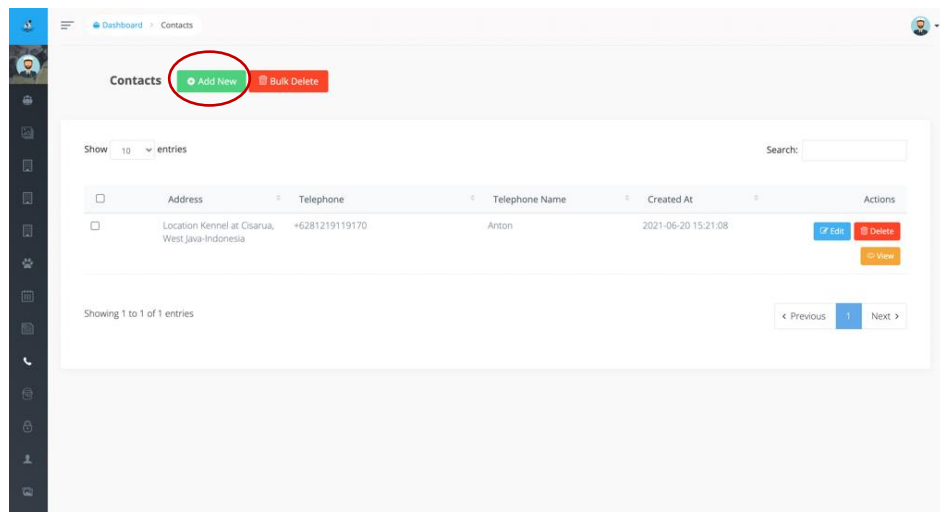 Dashboard Contacts
Contacts Add New Bulk Delete
Show 10 entries Search:
Address Telephone Telephone Name Created At Actions
Location Kennel at Cisarua, +6281219119170 Anton 2021-06-20 15:21:08 Edit Delete
West Java-Indonesia
View
Showing 1 to 1 of 1 entries Previous 1 Next